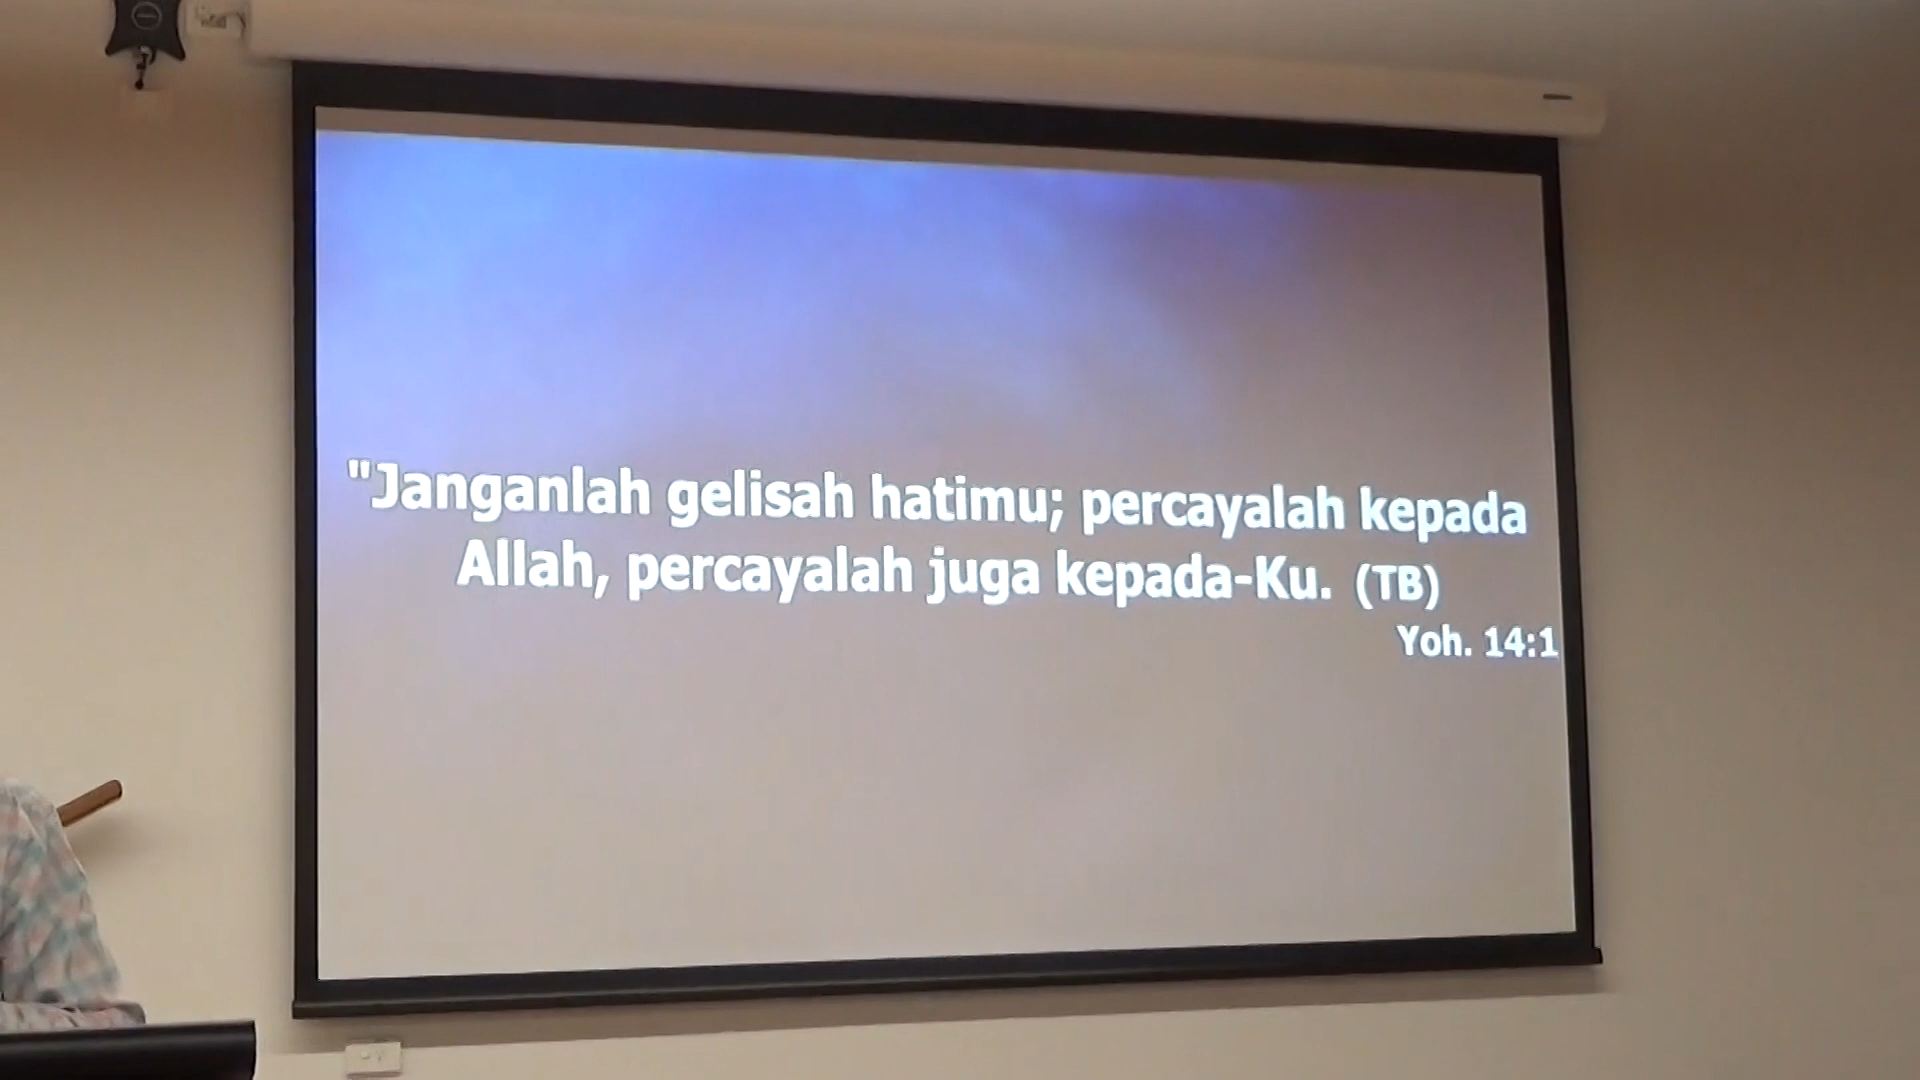 "Janganlah gelisah hatimu; percayalah kepada
Allah, percayalah juga kepada-Ku. (TB)
Yoh. 14:1